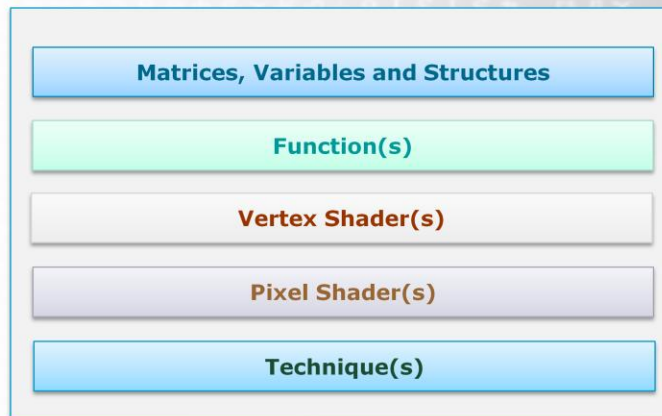 Matrices, Variables and Structures
Function(s)
Vertex Shader(s)
Pixel Shader(s)
Technique(s)